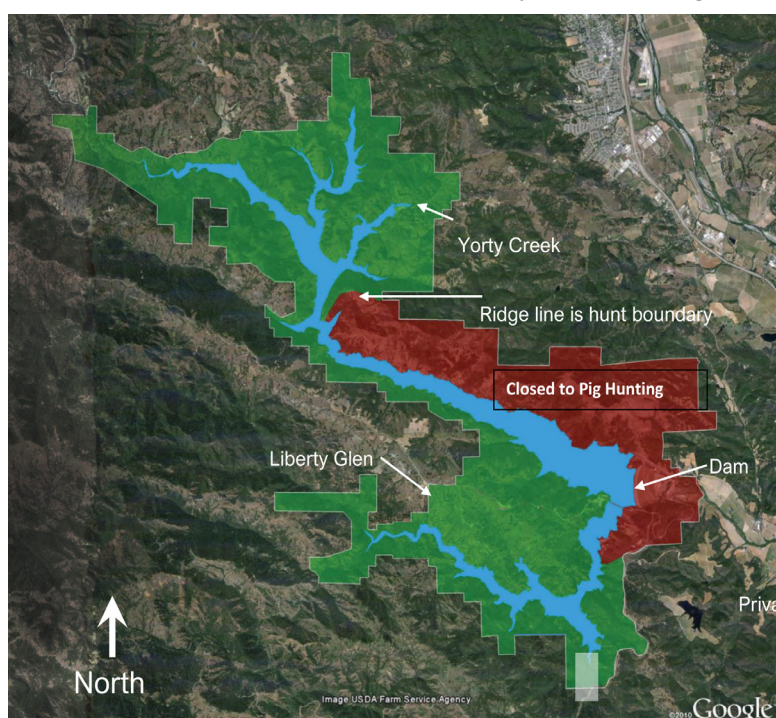 Yorty Creek
Ridge line is hunt boundary
Closed to Pig Hunting
Liberty Glen
Dam
North
Image USDA Farm Service Agency
©2010 Google